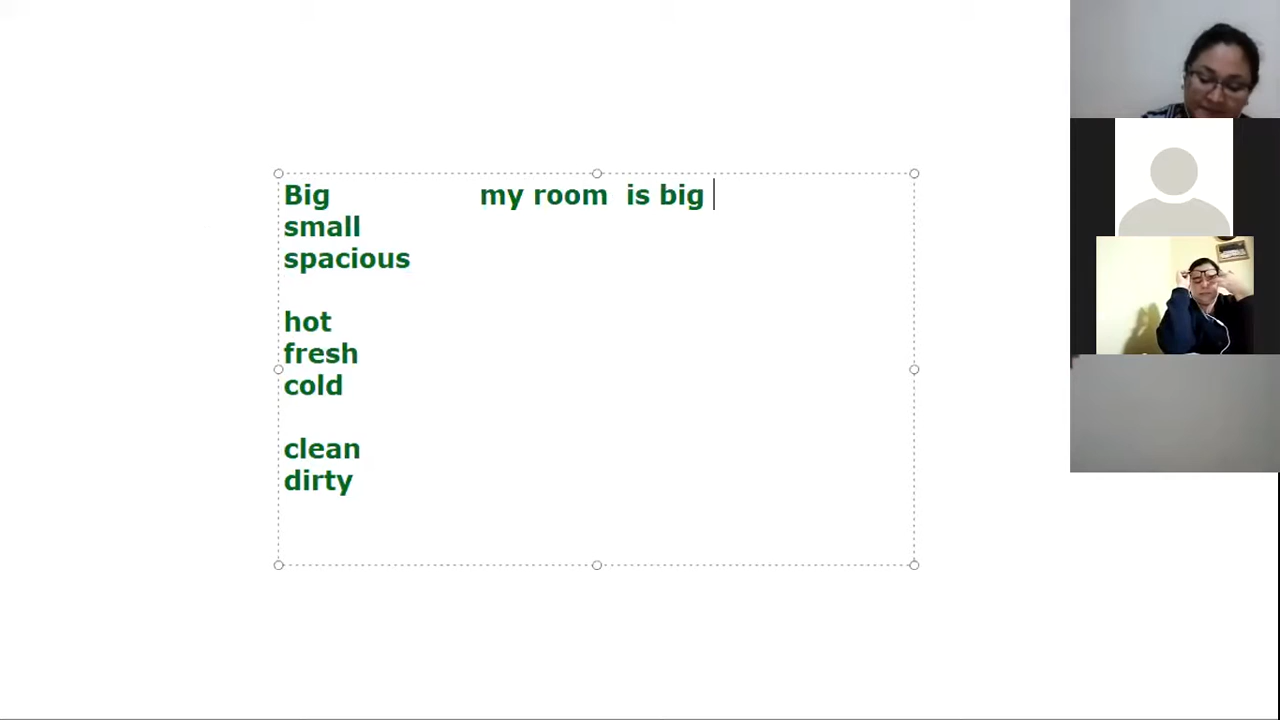 Big my room is big
small
spacious
hot
fresh
cold
clean
dirty